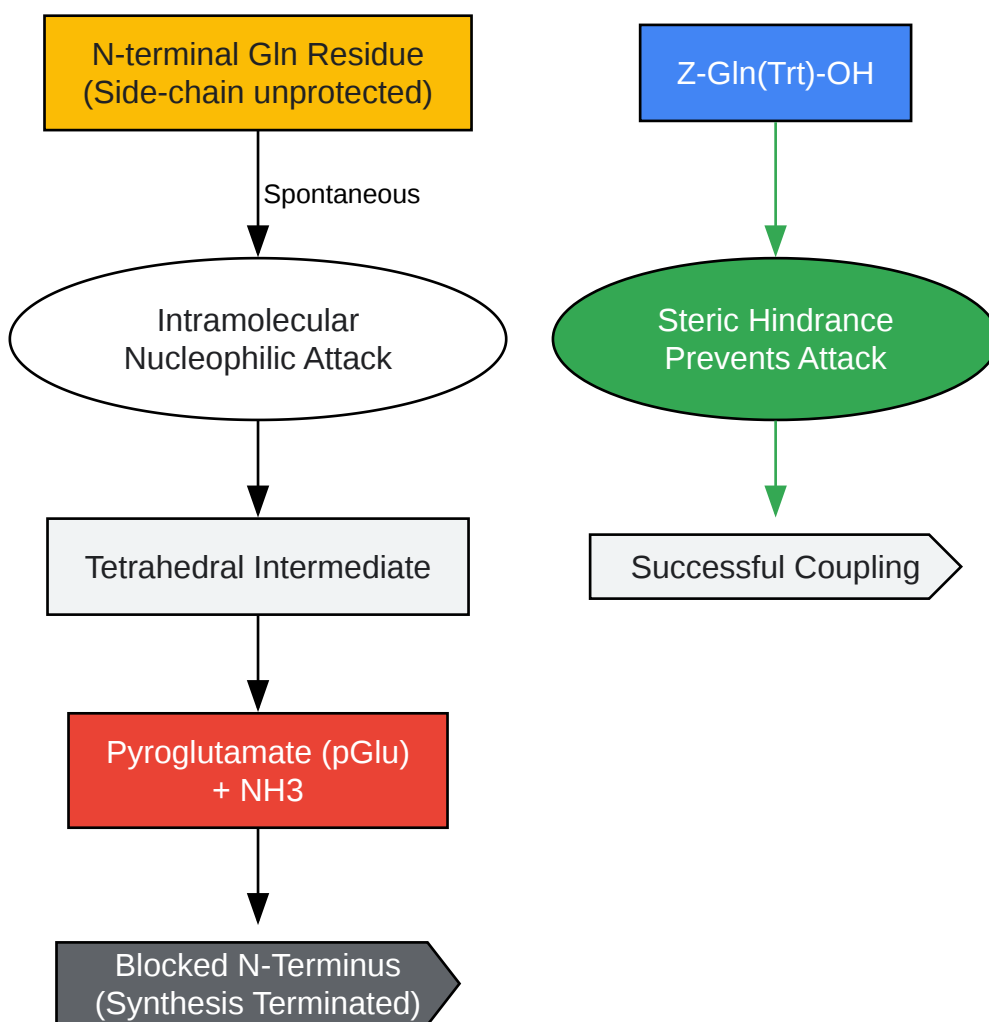 N-terminal Gln Residue
(Side-chain unprotected)
Spontaneous
Intramolecular
Nucleophilic Attack
Tetrahedral Intermediate
Pyroglutamate (pGlu)
+ NH3
Blocked N-Terminus
(Synthesis Terminated)
Z-Gln(Trt)-OH
Steric Hindrance
Prevents Attack
Successful Coupling